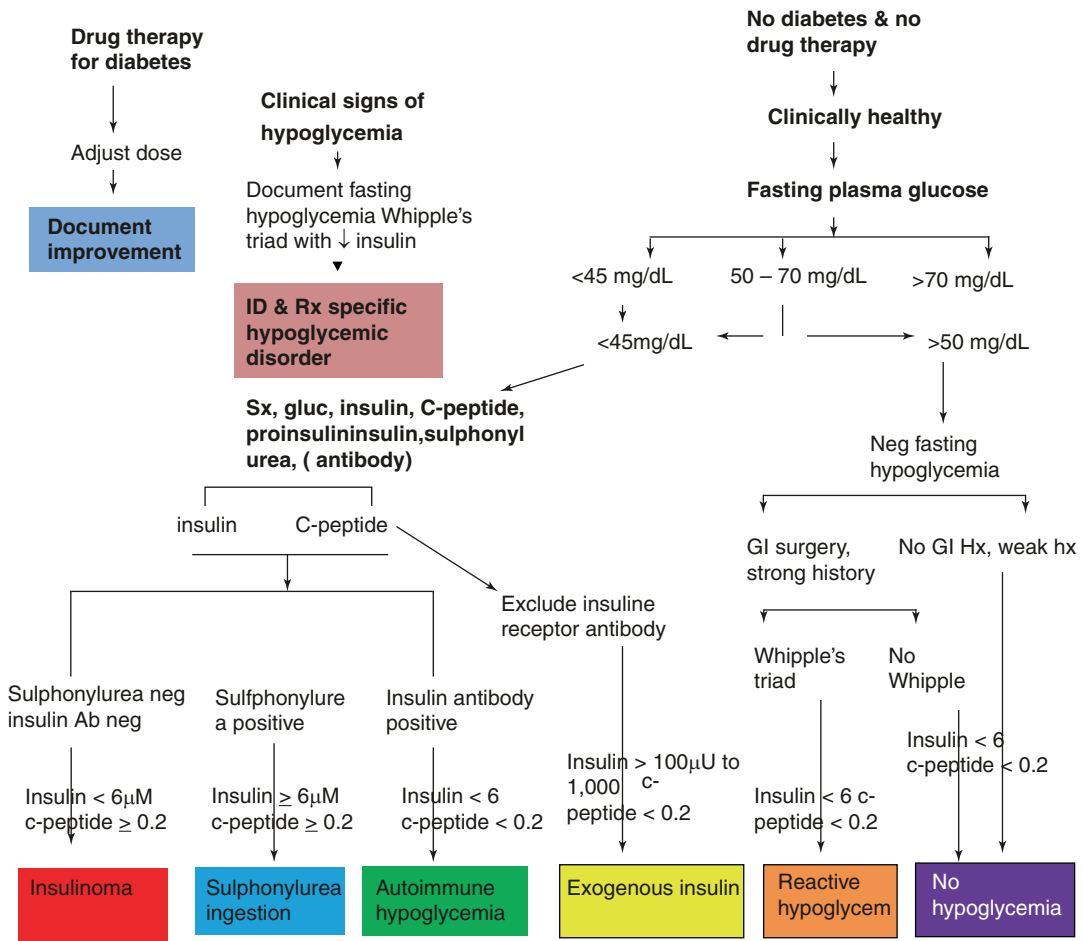 Drug therapy
for diabetes
Adjust dose
Document
improvement
Clinical signs of
hypoglycemia
Document fasting
hypoglycemia Whipple's
triad with ↓ insulin
ID & Rx specific
hypoglycemic
disorder
No diabetes & no
drug therapy
Clinically healthy
Fasting plasma glucose
<45 mg/dL
50 – 70 mg/dL
>70 mg/dL
<45mg/dL
>50 mg/dL
Sx, gluc, insulin, C-peptide,
proinsulininsulin,sulphonyl
urea, ( antibody)
Neg fasting
hypoglycemia
insulin
C-peptide
GI surgery,
strong history
No GI Hx, weak hx
Exclude insuline
receptor antibody
Whipple's
triad
No
Whipple
Sulphonylurea neg
insulin Ab neg
Sulfphonylure
a positive
Insulin antibody
positive
Insulin < 6μM
c-peptide ≥ 0.2
Insulin ≥ 6μM
c-peptide ≥ 0.2
Insulin < 6
c-peptide < 0.2
Insulin > 100μU to
1,000 c-
peptide < 0.2
Insulin < 6 c-
peptide < 0.2
Insulin < 6
c-peptide < 0.2
Insulinoma
Sulphonylurea
ingestion
Autoimmune
hypoglycemia
Exogenous insulin
Reactive
hypoglycem
No
hypoglycemia